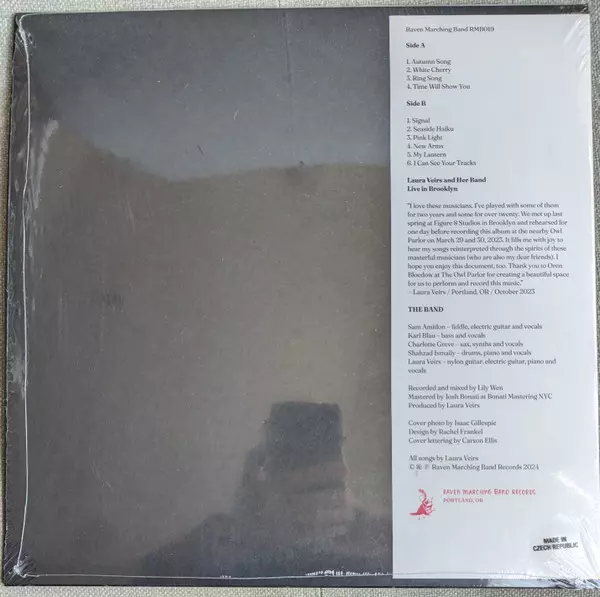 Raven Marching Band RMB019
Side A
1. Autumn Song
2. White Cherry
3. Ring Song
4. Time Will Show You
Side B
1. Signal
2. Seaside Haiku
3. Pink Light
4. New Arms
5. My Lantern
6. I Can See Your Tracks
Laura Veirs and Her Band
Live in Brooklyn
"I love these musicians. I've played with some of them
for two years and some for over twenty. We met up last
spring at Figure 8 Studios in Brooklyn and rehearsed for
one day before recording this album at the nearby Owl
Parlor on March 29 and 30, 2023. It fills me with joy to
hear my songs reinterpreted through the spirits of these
masterful musicians (who are also my dear friends). I
hope you enjoy this document, too. Thank you to Oren
Bloedow at The Owl Parlor for creating a beautiful space
for us to perform and record this music."
—Laura Veirs / Portland, OR / October 2023
THE BAND
Sam Amidon – fiddle, electric guitar and vocals
Karl Blau – bass and vocals
Charlotte Greve – sax, synths and vocals
Shahzad Ismaily – drums, piano and vocals
Laura Veirs – nylon guitar, electric guitar, piano and
vocals
Recorded and mixed by Lily Wen
Mastered by Josh Bonati at Bonati Mastering NYC
Produced by Laura Veirs
Cover photo by Isaac Gillespie
Design by Rachel Frankel
Cover lettering by Carson Ellis
All songs by Laura Veirs
© & ℗ Raven Marching Band Records 2024
RAVEN MARCHING BAND RECORDS
PORTLAND, OR
MADE IN
CZECH REPUBLIC